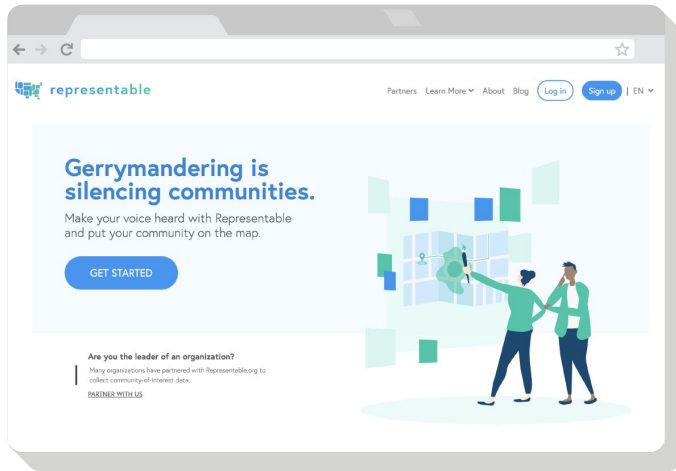 representable
Partners Learn More About Blog Log in Sign up | EN
Gerrymandering is
silencing communities.
Make your voice heard with Representable
and put your community on the map.
GET STARTED
Are you the leader of an organization?
Many organizations have partnered with Representable.org to
collect community-of-interest data.
PARTNER WITH US